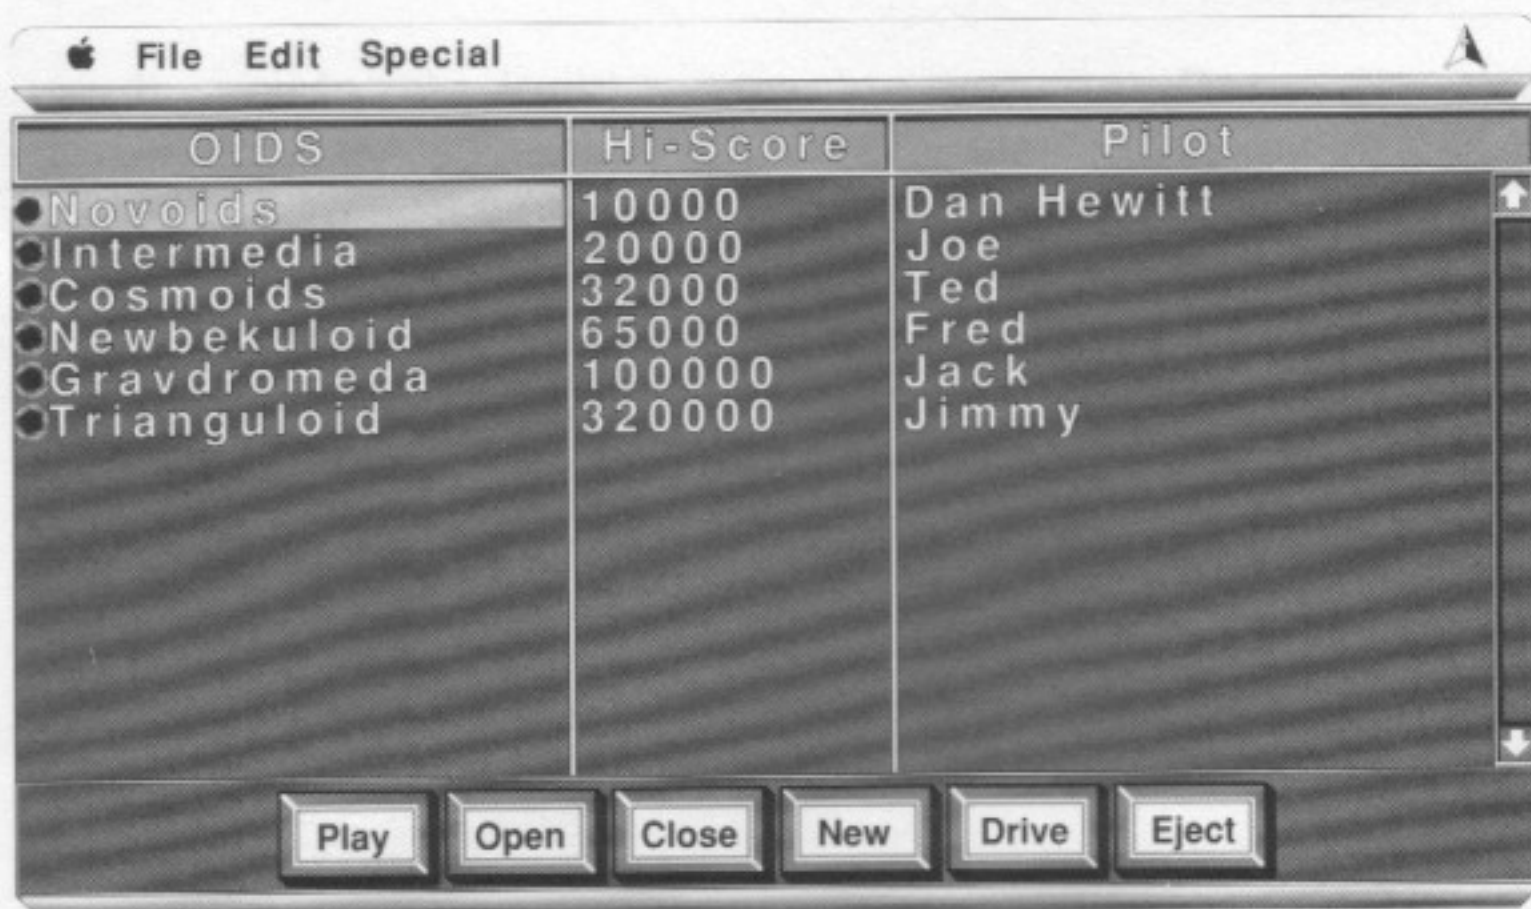 File Edit Special
OIDS Hi-Score Pilot
Novoids 10000 Dan Hewitt
Intermedia 20000 Joe
Cosmoids 32000 Ted
Newbekuloid 65000 Fred
Gravdromeda 100000 Jack
Trianguloid 320000 Jimmy
Play Open Close New Drive Eject